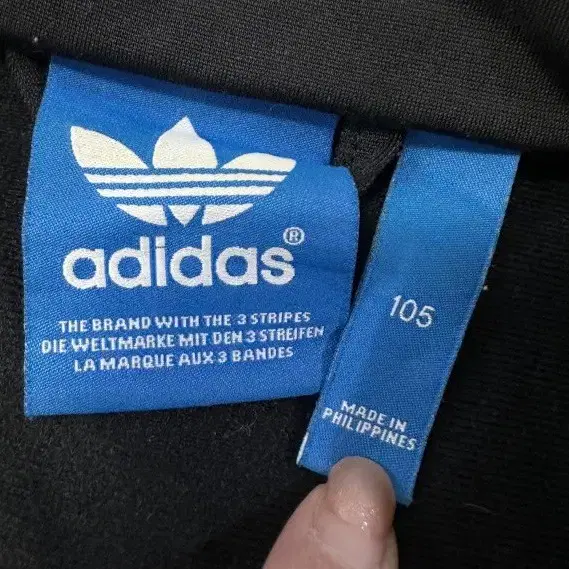 adidas®
THE BRAND WITH THE 3 STRIPES
DIE WELTMARKE MIT DEN 3 STREIFEN
LA MARQUE AUX 3 BANDES
105
MADE IN
PHILIPPINES